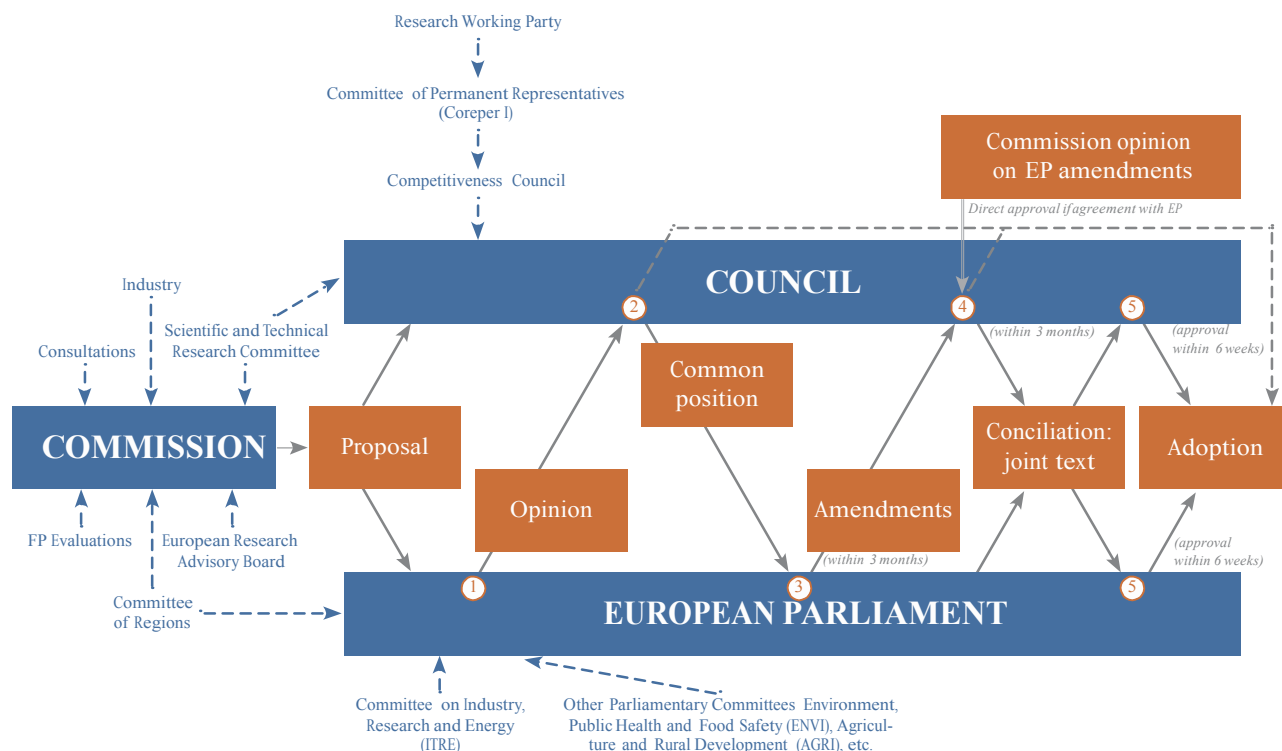 Research Working Party
Committee of Permanent Representatives
(Coreper I)
Competitiveness Council
Commission opinion
on EP amendments
Direct approval if agreement with EP
COUNCIL
Industry
Scientific and Technical
Research Committee
Consultations
2
4
5
(within 3 months)
(approval
within 6 weeks)
Common
position
COMMISSION
Proposal
Conciliation:
joint text
Adoption
Opinion
Amendments
FP Evaluations
European Research
Advisory Board
(within 3 months)
(approval
within 6 weeks)
1
3
5
Committee
of Regions
EUROPEAN PARLIAMENT
Committee on Industry,
Research and Energy
(ITRE)
Other Parliamentary Committees Environment,
Public Health and Food Safety (ENVI), Agricul-
ture and Rural Development (AGRI), etc.